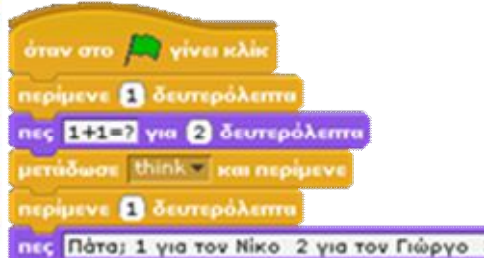 όταν στο γίνει κλικ
περίμενε 1 δευτερόλεπτα
πες 1+1=? για 2 δευτερόλεπτα
μετάδωσε think και περίμενε
περίμενε 1 δευτερόλεπτα
πες Πάτα; 1 για τον Νίκο 2 για τον Γιώργο